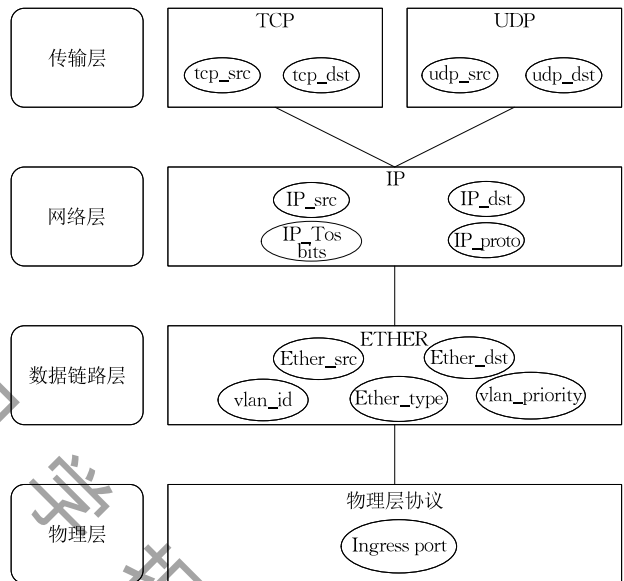 传输层
TCP
tcp_src
tcp_dst
UDP
udp_src
udp_dst
网络层
IP
IP_src
IP_dst
IP_Tos
bits
IP_proto
数据链路层
ETHER
Ether_src
Ether_dst
vlan_id
Ether_type
vlan_priority
物理层
物理层协议
Ingress port
学